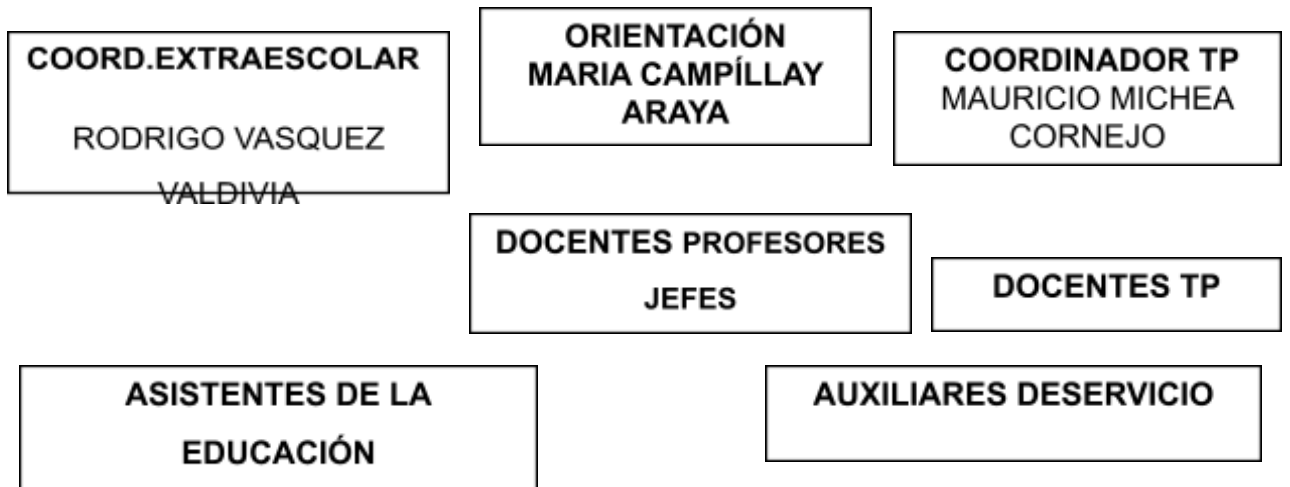 COORD.EXTRAESCOLAR
RODRIGO VASQUEZ
VALDIVIA
ORIENTACIÓN
MARIA CAMPÍLLAY
ARAYA
COORDINADOR TP
MAURICIO MICHEA
CORNEJO
DOCENTES PROFESORES
JEFES
DOCENTES TP
ASISTENTES DE LA
EDUCACIÓN
AUXILIARES DESERVICIO